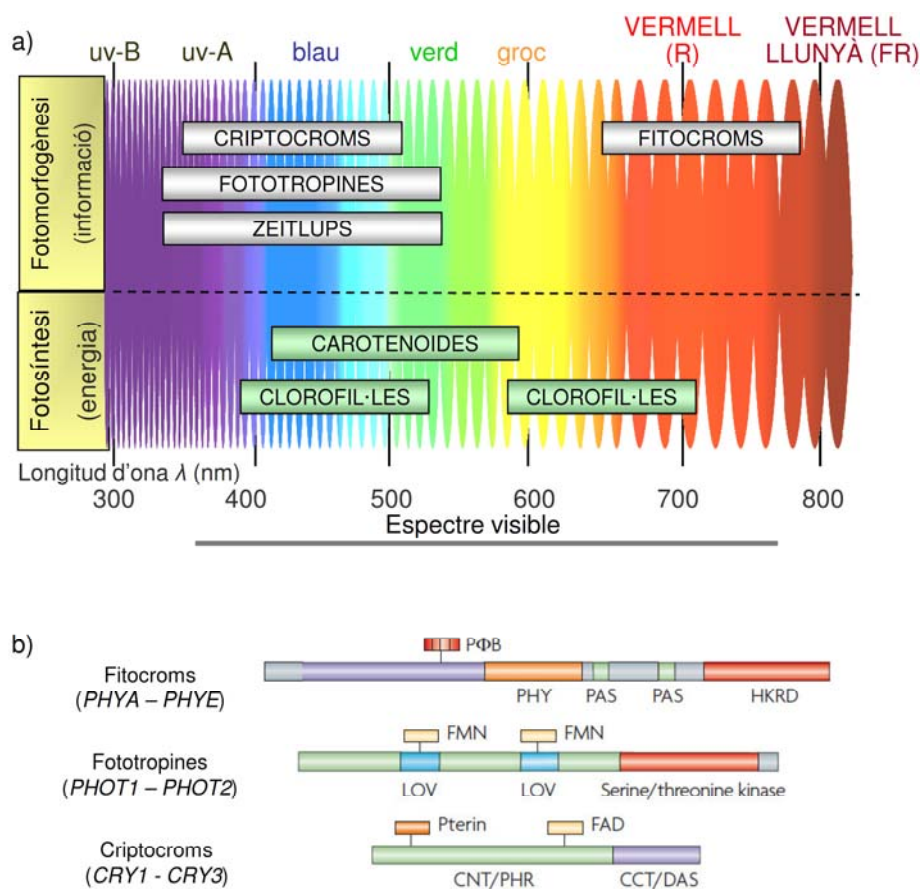 a)
uv-B uv-A blau verd groc VERMELL (R) VERMELL LLUNYÀ (FR)
Fotomorfogènesi
(informació)
CRIPTOCROMS
FITOCROMS
FOTOTROPINES
ZEITLUPS
Fotosíntesi
(energia)
CAROTENOIDES
CLOROFIL·LES
CLOROFIL·LES
Longitud d'ona λ (nm)
300 400 500 600 700 800
Espectre visible
b)
Fitocroms
(PHYA – PHYE)
PΦB
PHY PAS PAS HKRD
Fototropines
(PHOT1 – PHOT2)
FMN FMN
LOV LOV Serine/threonine kinase
Criptocroms
(CRY1 - CRY3)
Pterin FAD
CNT/PHR CCT/DAS